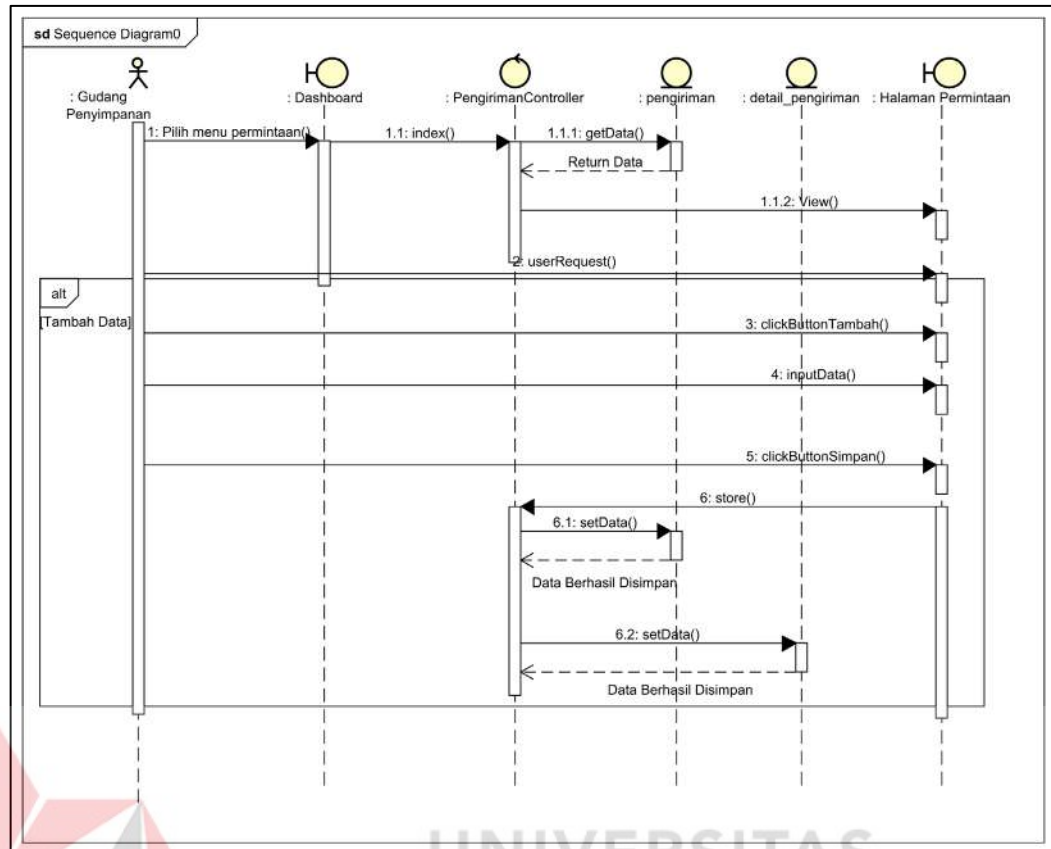 sd Sequence Diagram0
: Gudang
Penyimpanan
: Dashboard
: PengirimanController
: pengiriman
: detail_pengiriman
: Halaman Permintaan
1: Pilih menu permintaan()
1.1: index()
1.1.1: getData()
Return Data
1.1.2: View()
2: userRequest()
alt
[Tambah Data]
3: clickButtonTambah()
4: inputData()
5: clickButtonSimpan()
6: store()
6.1: setData()
Data Berhasil Disimpan
6.2: setData()
Data Berhasil Disimpan
UNIVERSITAS